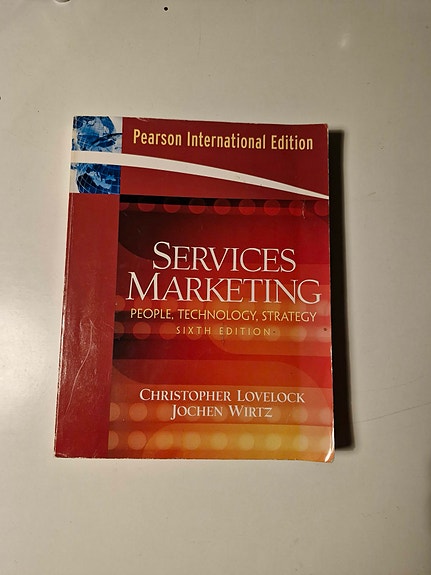 Pearson International Edition
SERVICES
MARKETING
PEOPLE, TECHNOLOGY, STRATEGY
SIXTH EDITION
CHRISTOPHER LOVELOCK
JOCHEN WIRTZ